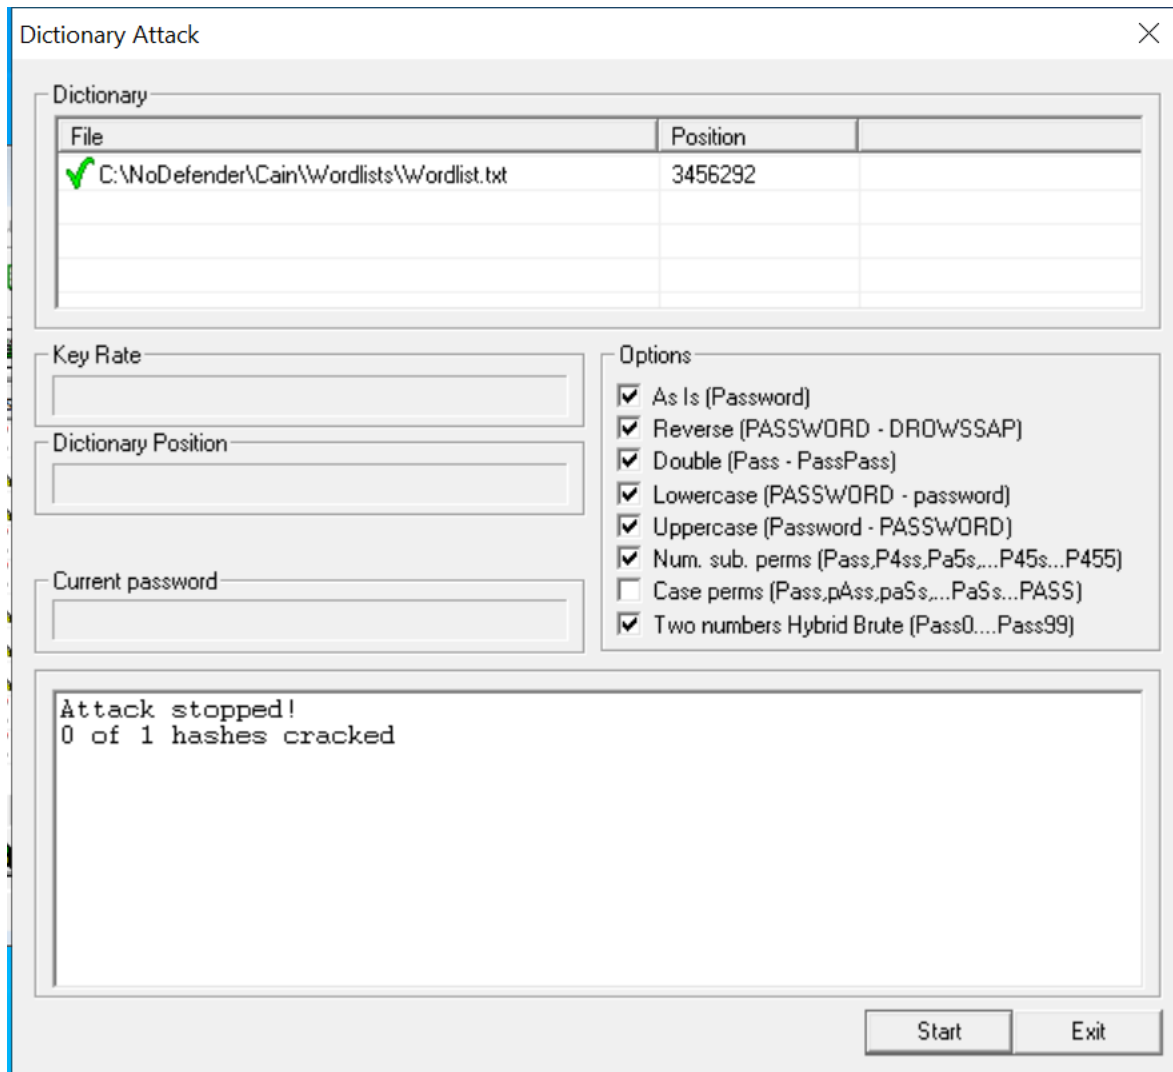 Dictionary Attack
Dictionary
File Position
C:\NoDefender\Cain\Wordlists\Wordlist.txt 3456292
Key Rate
Dictionary Position
Current password
Options
As Is (Password)
Reverse (PASSWORD - DROWSSAP)
Double (Pass - PassPass)
Lowercase (PASSWORD - password)
Uppercase (Password - PASSWORD)
Num. sub. perms (Pass,P4ss,Pa5s,...P45s...P455)
Case perms (Pass,pAss,paSs,...PaSs...PASS)
Two numbers Hybrid Brute (Pass0....Pass99)
Attack stopped!
0 of 1 hashes cracked
Start Exit